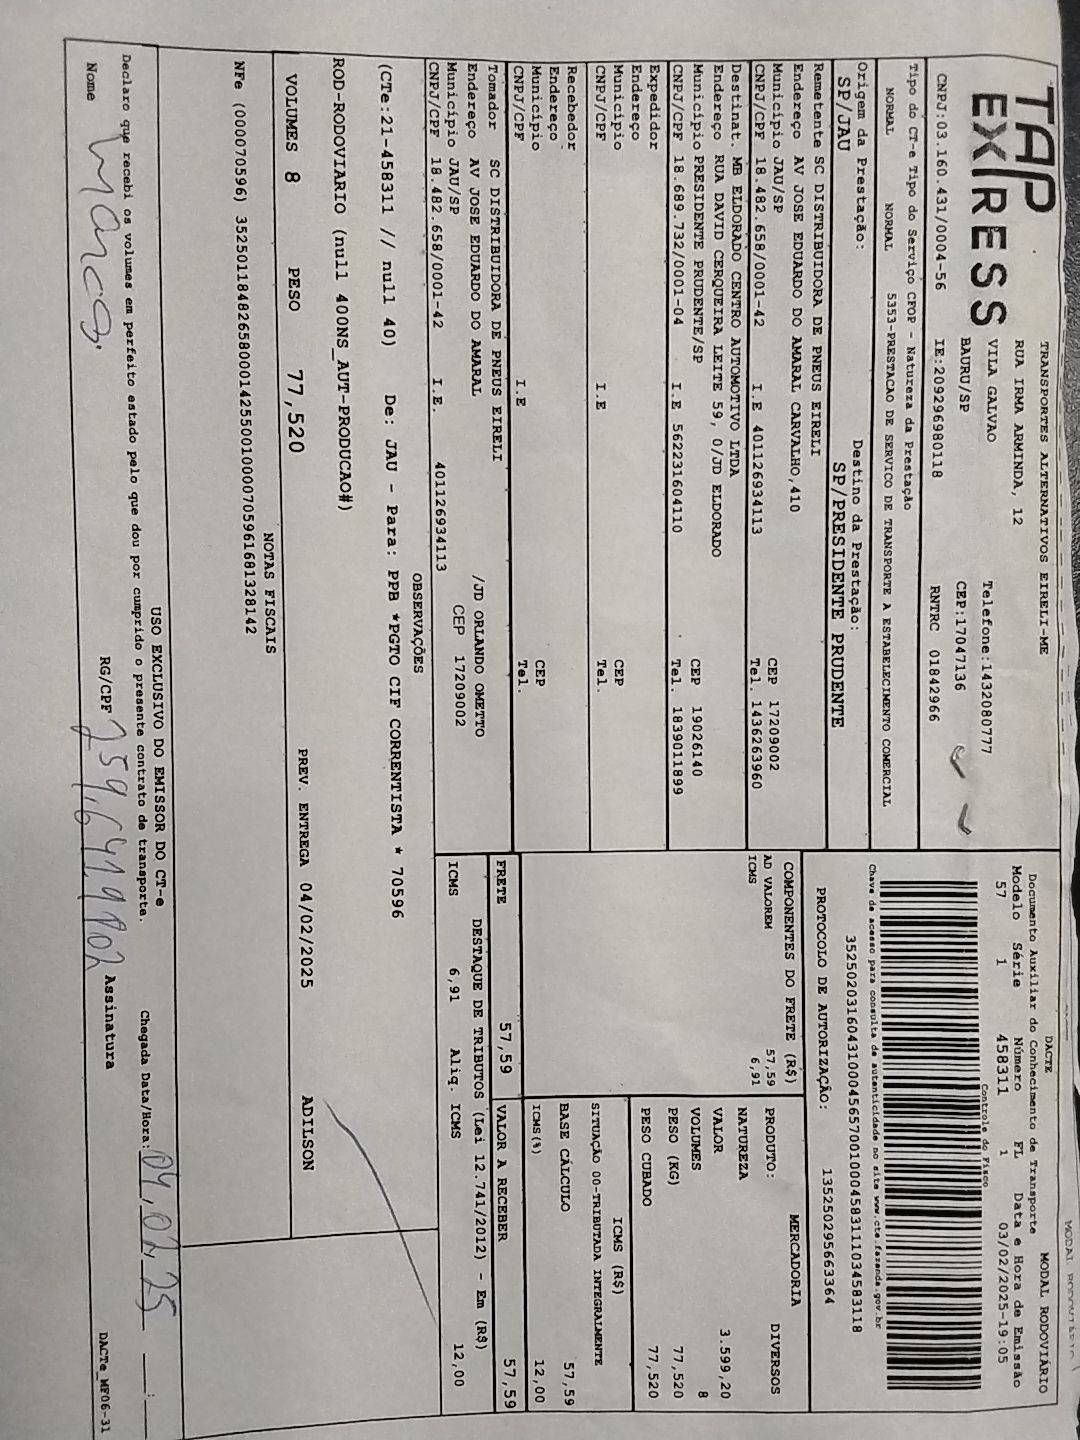 TAP
EXPRESS
TRANSPORTES ALTERNATIVOS EIRELI-ME
RUA IRMA ARMINDA, 12
VILA GALVAO Telefone:1432080777
BAURU/SP CEP:17047136
CNPJ:03.160.431/0004-56 IE:209296980118 RNTRC 01842966
Tipo do CT-e Tipo do Serviço CFOP - Natureza da Prestação
NORMAL NORMAL 5353-PRESTACAO DE SERVICO DE TRANSPORTE A ESTABELECIMENTO COMERCIAL
Origem da Prestação: Destino da Prestação:
SP/JAU SP/PRESIDENTE PRUDENTE
DACTE MODAL RODOVIÁRIO
Documento Auxiliar do Conhecimento de Transporte
Modelo Série Número FL Data e Hora de Emissão
57 1 458311 1 03/02/2025-19:05
Controle do Fisco
Chave de acesso para consulta de autenticidade no site www.cte.fazenda.gov.br
35250203160431000456570010004583111034583118
PROTOCOLO DE AUTORIZAÇÃO: 135250295663364
Remetente SC DISTRIBUIDORA DE PNEUS EIRELI
Endereço AV JOSE EDUARDO DO AMARAL CARVALHO,410
Município JAU/SP CEP 17209002
CNPJ/CPF 18.482.658/0001-42 I.E 401126934113 Tel. 1436263960
Destinat. MB ELDORADO CENTRO AUTOMOTIVO LTDA
Endereço RUA DAVID CERQUEIRA LEITE 59, 0/JD ELDORADO
Município PRESIDENTE PRUDENTE/SP CEP 19026140
CNPJ/CPF 18.689.732/0001-04 I.E 562231604110 Tel. 1839011899
Expedidor
Endereço
Município CEP
CNPJ/CPF I.E Tel.
Recebedor
Endereço
Município CEP
CNPJ/CPF I.E Tel.
Tomador SC DISTRIBUIDORA DE PNEUS EIRELI
Endereço AV JOSE EDUARDO DO AMARAL /JD ORLANDO OMETTO
Município JAU/SP CEP 17209002
CNPJ/CPF 18.482.658/0001-42 I.E. 401126934113
COMPONENTES DO FRETE (R$)
AD VALOREM 57,59
ICMS 6,91
MERCADORIA
PRODUTO: DIVERSOS
NATUREZA
VALOR 3.599,20
VOLUMES 8
PESO (KG) 77,520
PESO CUBADO 77,520
ICMS (R$)
SITUAÇÃO 00-TRIBUTADA INTEGRALMENTE
BASE CÁLCULO 57,59
ICMS(%) 12,00
FRETE 57,59 VALOR A RECEBER 57,59
DESTAQUE DE TRIBUTOS (Lei 12.741/2012) - Em (R$)
ICMS 6,91 Aliq. ICMS 12,00
OBSERVAÇÕES
(CTe:21-458311 // null 40) De: JAU - Para: PPB *PGTO CIF CORRENTISTA * 70596
ROD-RODOVIARIO (null 400NS_AUT-PRODUCAO#)
VOLUMES 8 PESO 77,520 PREV. ENTREGA 04/02/2025 ADILSON
NOTAS FISCAIS
NFe (000070596) 35250118482658000142550010000705961681328142
USO EXCLUSIVO DO EMISSOR DO CT-e
Declaro que recebi os volumes em perfeito estado pelo que dou por cumprido o presente contrato de transporte. Chegada Data/Hora: 04,02,25 __:__
Nome Marcos. RG/CPF Assinatura
DACTe_MF06-31